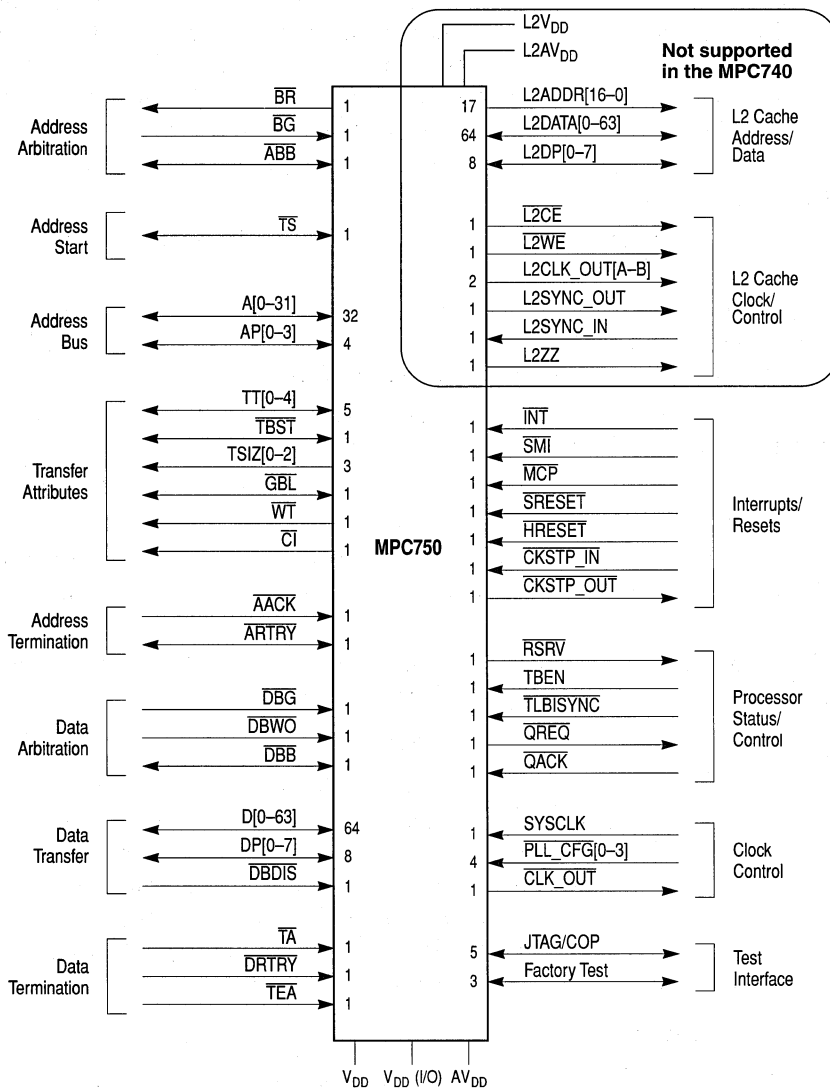 L2VDD
L2AVDD
Not supported
in the MPC740
Address
Arbitration
BR 1
BG 1
ABB 1
Address
Start
TS 1
Address
Bus
A[0–31] 32
AP[0–3] 4
Transfer
Attributes
TT[0–4] 5
TBST 1
TSIZ[0–2] 3
GBL 1
WT 1
CI 1
Address
Termination
AACK 1
ARTRY 1
Data
Arbitration
DBG 1
DBWO 1
DBB 1
Data
Transfer
D[0–63] 64
DP[0–7] 8
DBDIS 1
Data
Termination
TA 1
DRTRY 1
TEA 1
MPC750
17 L2ADDR[16–0]
64 L2DATA[0–63]
8 L2DP[0–7]
L2 Cache
Address/
Data
1 L2CE
1 L2WE
2 L2CLK_OUT[A–B]
1 L2SYNC_OUT
1 L2SYNC_IN
1 L2ZZ
L2 Cache
Clock/
Control
1 INT
1 SMI
1 MCP
1 SRESET
1 HRESET
1 CKSTP_IN
1 CKSTP_OUT
Interrupts/
Resets
1 RSRV
1 TBEN
1 TLBISYNC
1 QREQ
1 QACK
Processor
Status/
Control
1 SYSCLK
4 PLL_CFG[0–3]
1 CLK_OUT
Clock
Control
5 JTAG/COP
3 Factory Test
Test
Interface
VDD VDD (I/O) AVDD